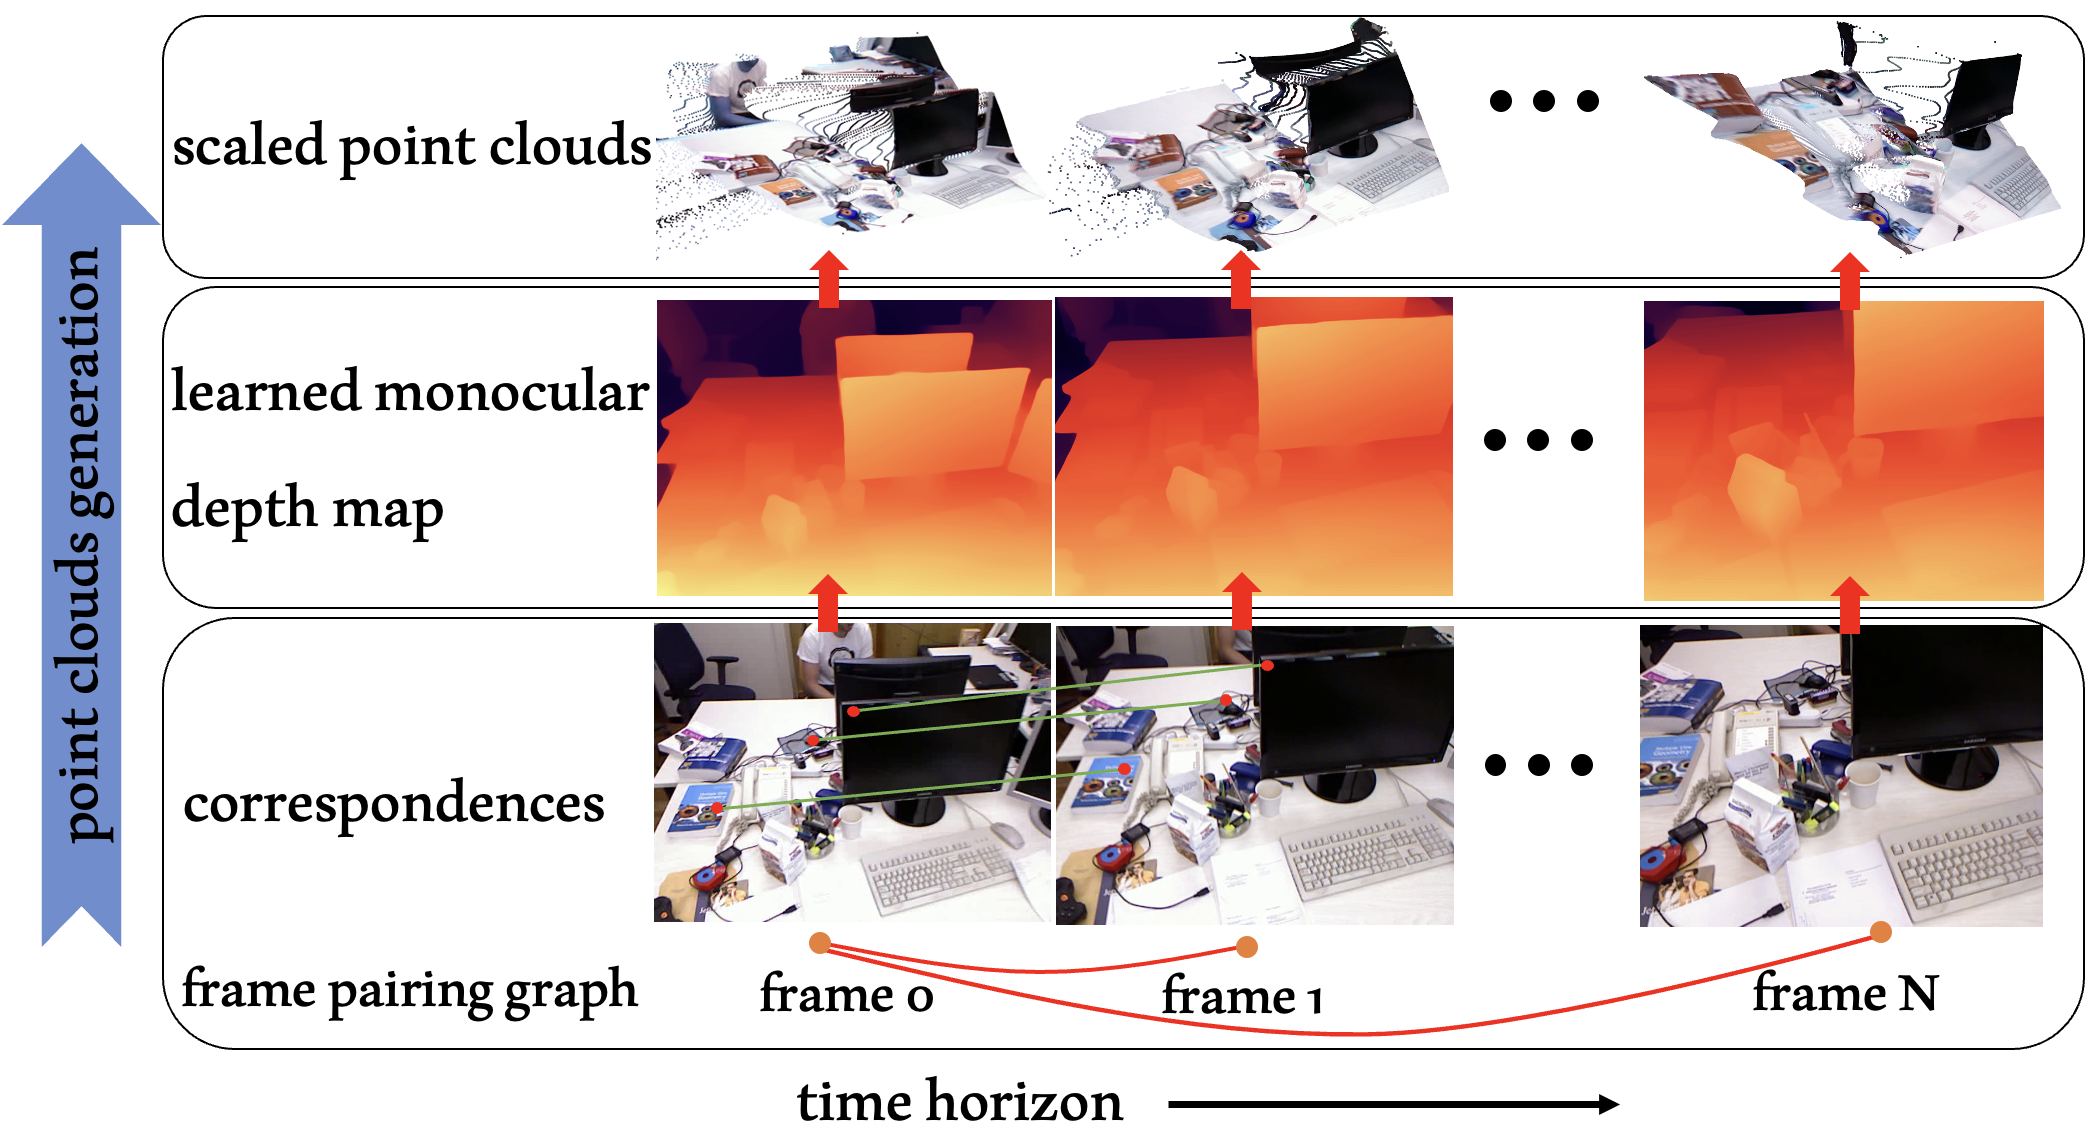 scaled point clouds
learned monocular
depth map
point clouds generation
correspondences
frame pairing graph
frame 0
frame 1
frame N
time horizon